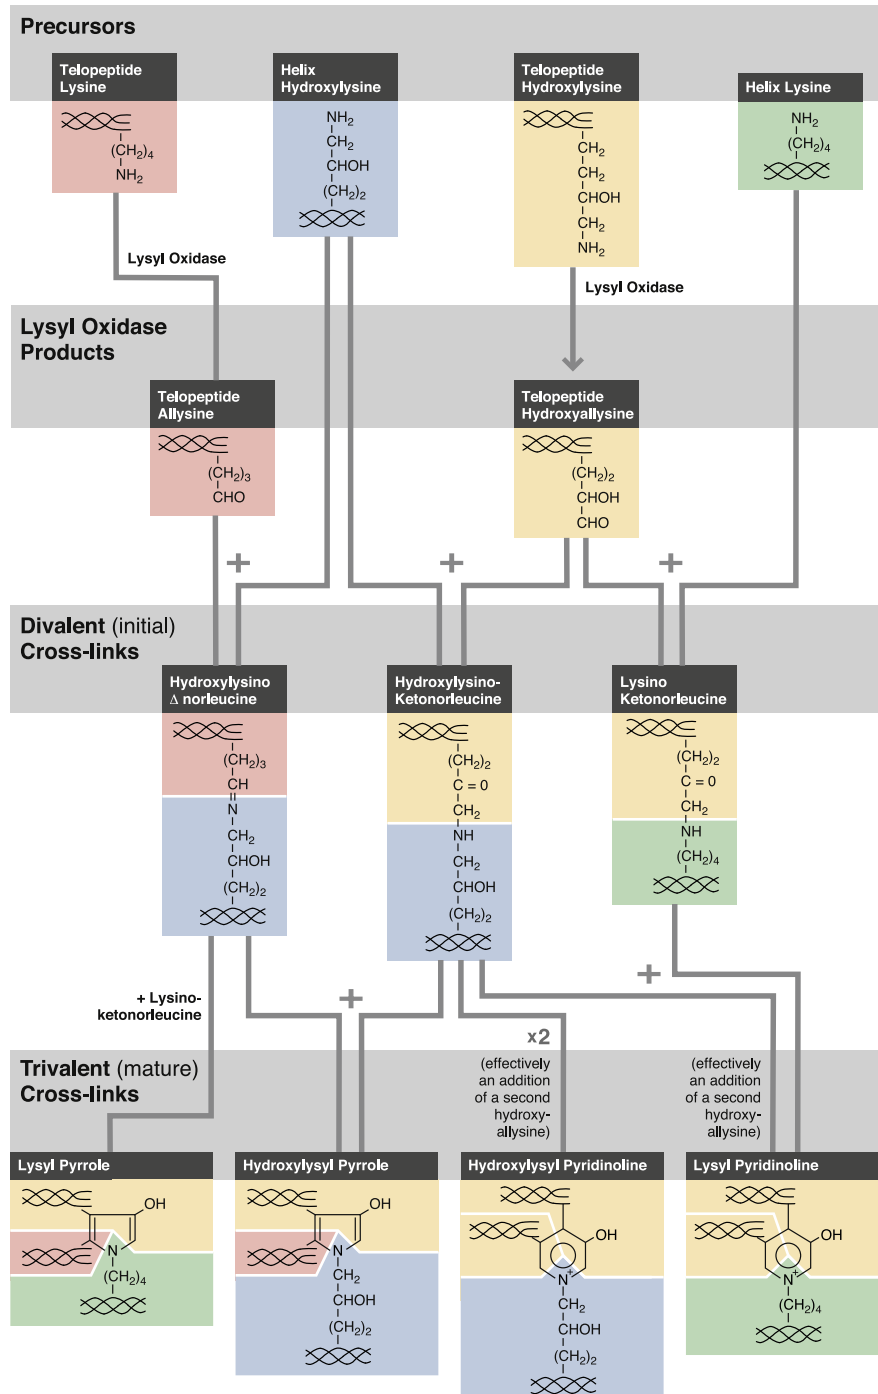 Precursors
Telopeptide
Lysine
Helix
Hydroxylysine
Telopeptide
Hydroxylysine
Helix Lysine
(CH2)4
NH2
NH2
CH2
CHOH
(CH2)2
CH2
CH2
CHOH
CH2
NH2
NH2
(CH2)4
Lysyl Oxidase
Lysyl Oxidase
Lysyl Oxidase
Products
Telopeptide
Allysine
Telopeptide
Hydroxyallysine
(CH2)3
CHO
(CH2)2
CHOH
CHO
+
+
+
Divalent (initial)
Cross-links
Hydroxylysino
Δ norleucine
Hydroxylysino-
Ketonorleucine
Lysino
Ketonorleucine
(CH2)3
CH
N
CH2
CHOH
(CH2)2
(CH2)2
C = 0
CH2
NH
CH2
CHOH
(CH2)2
(CH2)2
C = 0
CH2
NH
(CH2)4
+ Lysino-
ketonorleucine
+
+
x2
Trivalent (mature)
Cross-links
(effectively
an addition
of a second
hydroxy-
allysine)
(effectively
an addition
of a second
hydroxy-
allysine)
Lysyl Pyrrole
Hydroxylysyl Pyrrole
Hydroxylysyl Pyridinoline
Lysyl Pyridinoline
OH
N
(CH2)4
OH
N
CH2
CHOH
(CH2)2
OH
N+
CH2
CHOH
(CH2)2
OH
N+
(CH2)4